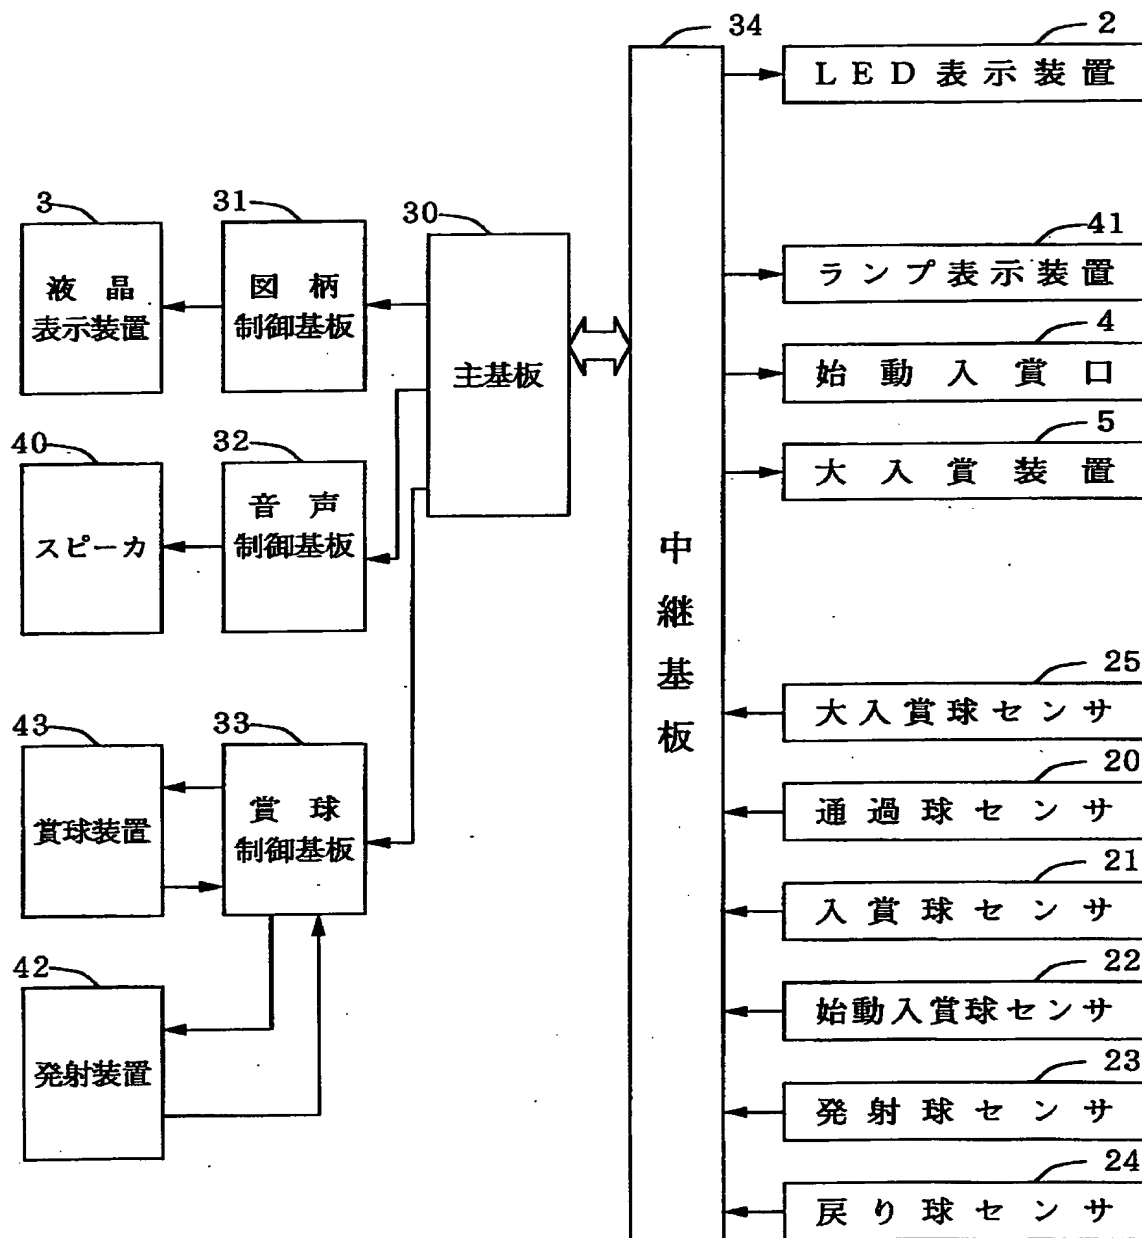 34
2
LED表示装置
3
31
30
41
液晶
表示装置
図柄
制御基板
主基板
ランプ表示装置
4
始動入賞口
5
大入賞装置
40
32
スピーカ
音声
制御基板
中継基板
25
大入賞球センサ
43
33
賞球装置
賞球
制御基板
20
通過球センサ
21
入賞球センサ
42
発射装置
22
始動入賞球センサ
23
発射球センサ
24
戻り球センサ